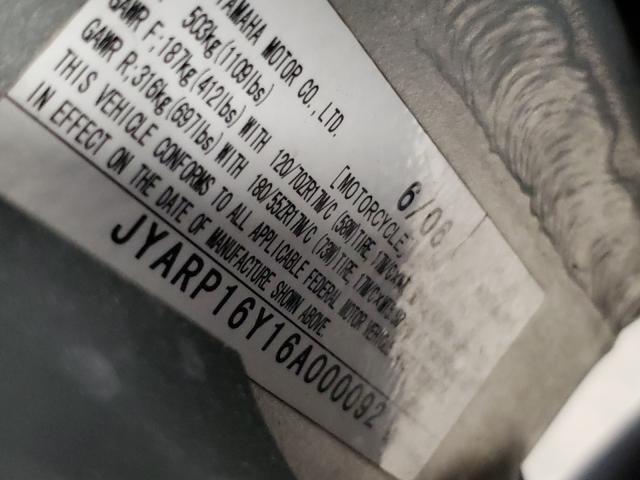 YAMAHA MOTOR CO., LTD.
6/06
503kg (1109lbs)
GAWR F; 187kg (412lbs) WITH 120/70ZR17M/C (58W) TIRE
GAWR R; 316kg (697lbs) WITH 180/55ZR17M/C (73W) TIRE
THIS VEHICLE CONFORMS TO ALL APPLICABLE FEDERAL MOTOR VEHICLE
IN EFFECT ON THE DATE OF MANUFACTURE SHOWN ABOVE.
[MOTORCYCLE]
JYARP16Y16A000092